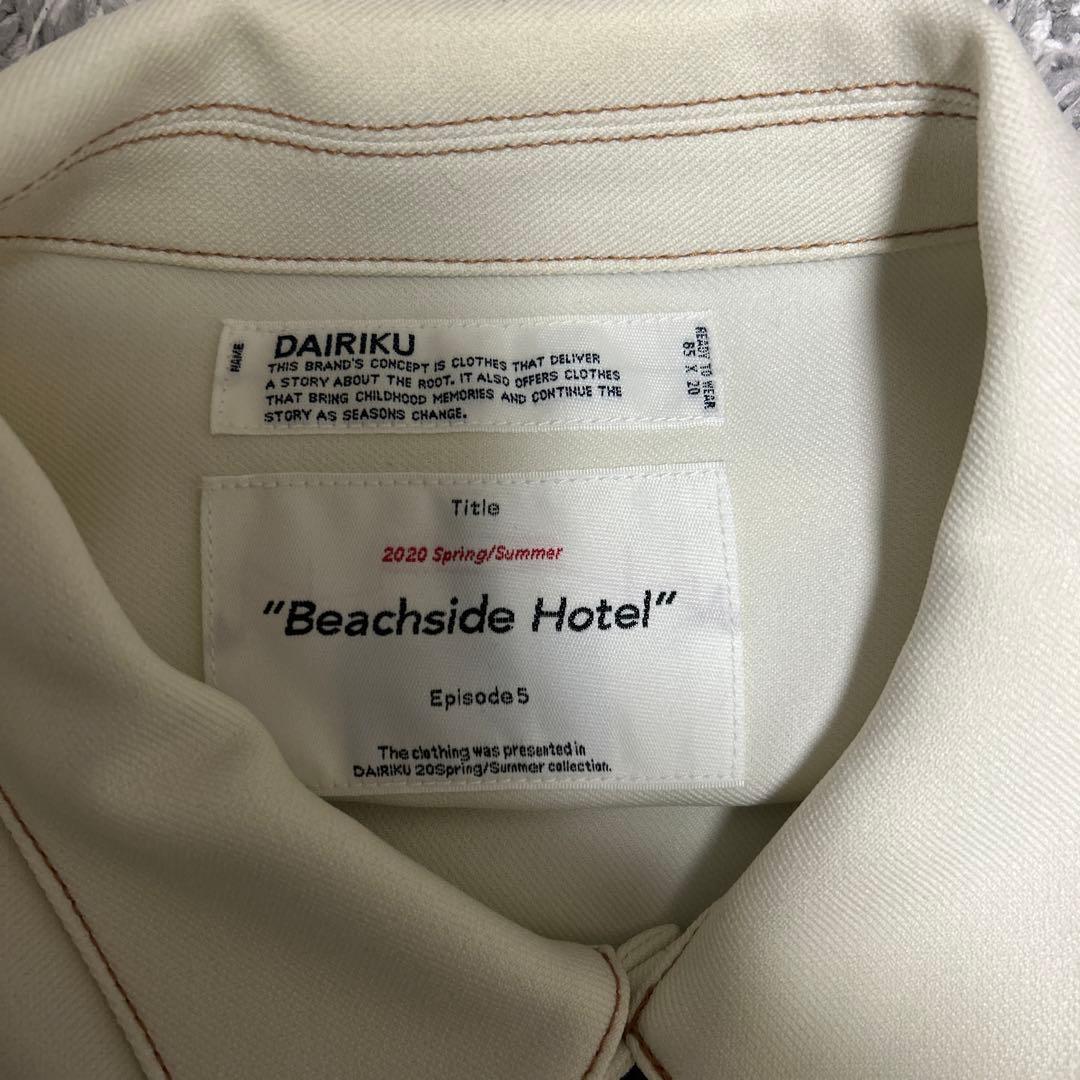 NAME
DAIRIKU
THIS BRAND'S CONCEPT IS CLOTHES THAT DELIVER
A STORY ABOUT THE ROOT. IT ALSO OFFERS CLOTHES
THAT BRING CHILDHOOD MEMORIES AND CONTINUE THE
STORY AS SEASONS CHANGE.
READY TO WEAR
85 X 20
Title
2020 Spring/Summer
"Beachside Hotel"
Episode 5
The clothing was presented in
DAIRIKU 20Spring/Summer collection.